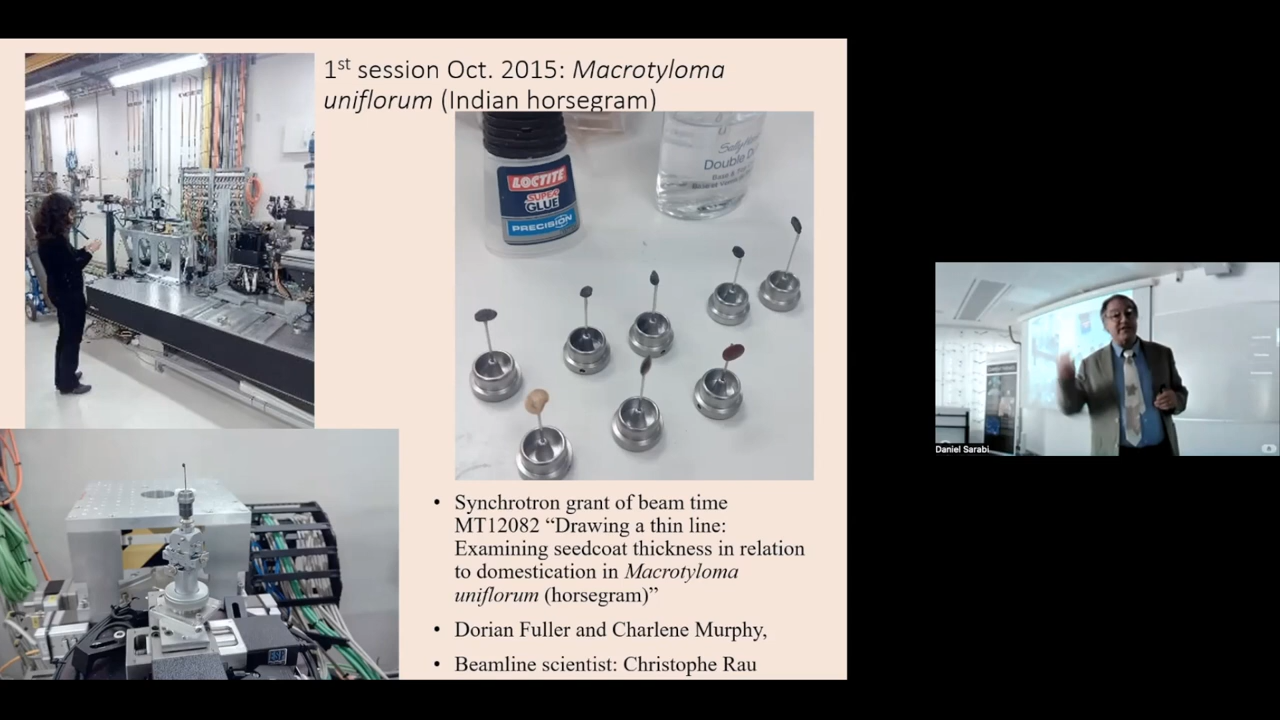 1st session Oct. 2015: Macrotyloma
uniflorum (Indian horsegram)
LOCTITE
SUPER
GLUE
PRECISION
Double
• Synchrotron grant of beam time
MT12082 “Drawing a thin line:
Examining seedcoat thickness in relation
to domestication in Macrotyloma
uniflorum (horsegram)”
• Dorian Fuller and Charlene Murphy,
• Beamline scientist: Christophe Rau
Daniel Sarabi